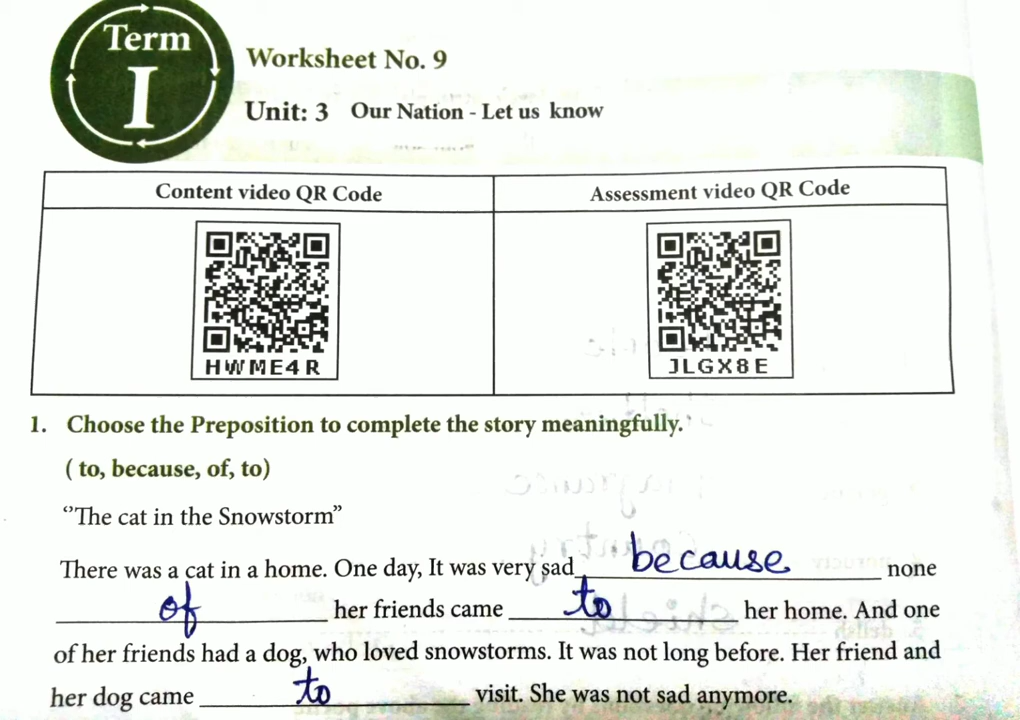 Term
I
Worksheet No. 9
Unit: 3 Our Nation - Let us know
Content video QR Code
Assessment video QR Code
HWME4R
JLGX8E
1. Choose the Preposition to complete the story meaningfully.
( to, because, of, to)
‘’The cat in the Snowstorm”
There was a cat in a home. One day, It was very sad because none
of her friends came to her home. And one
of her friends had a dog, who loved snowstorms. It was not long before. Her friend and
her dog came to visit. She was not sad anymore.